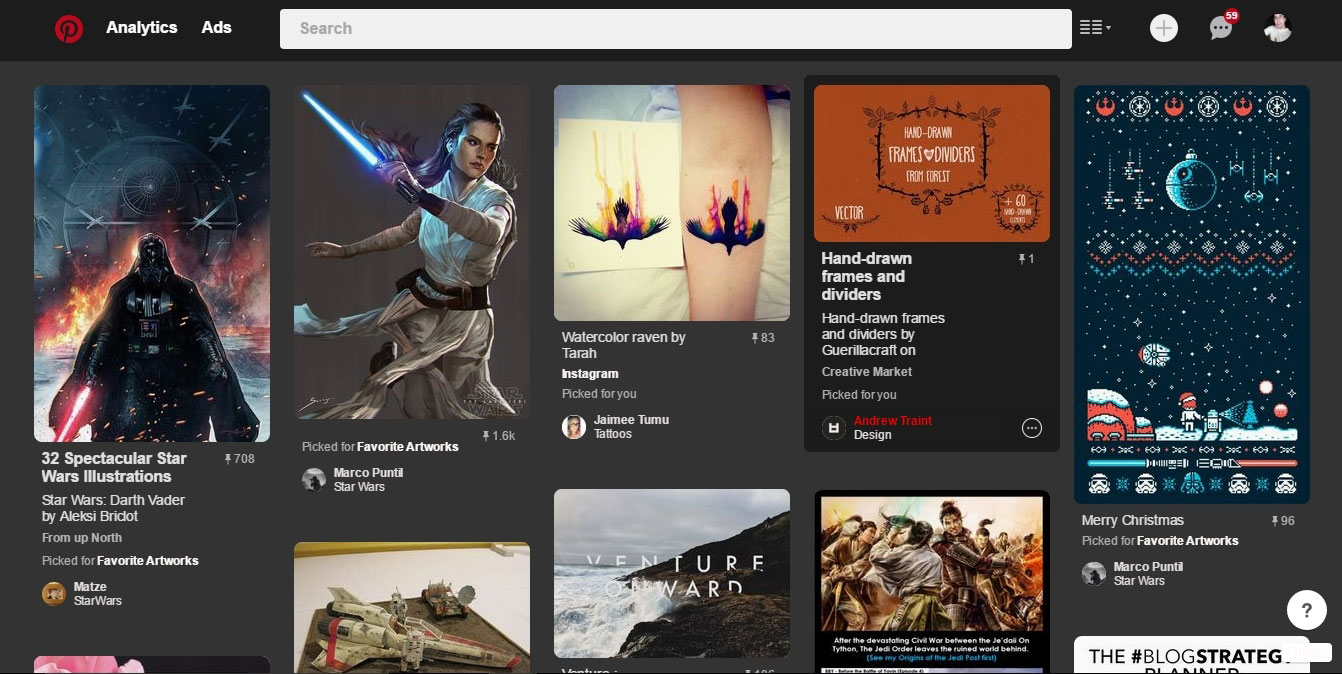 Analytics
Ads
Search
59
32 Spectacular Star
Wars Illustrations
708
Star Wars: Darth Vader
by Aleksi Briclot
From up North
Picked for Favorite Artworks
Matze
StarWars
STAR
WARS
1.6k
Picked for Favorite Artworks
Marco Puntil
Star Wars
Watercolor raven by
Tarah
83
Instagram
Picked for you
Jaimee Tumu
Tattoos
VENTURE
ONWARD
HAND-DRAWN
FRAMES DIVIDERS
FROM FOREST
VECTOR
+ 60
HAND-DRAWN
ELEMENTS
Hand-drawn
frames and
dividers
1
Hand-drawn frames
and dividers by
Guerillacraft on
Creative Market
Picked for you
Andrew Traint
Design
After the devastating Civil War between the Je'daii On
Tython, The Jedi Order leaves the ruined world behind.
(See my Origins of the Jedi Post first)
Merry Christmas
96
Picked for Favorite Artworks
Marco Puntil
Star Wars
?
THE #BLOGSTRATEG
PLANNER